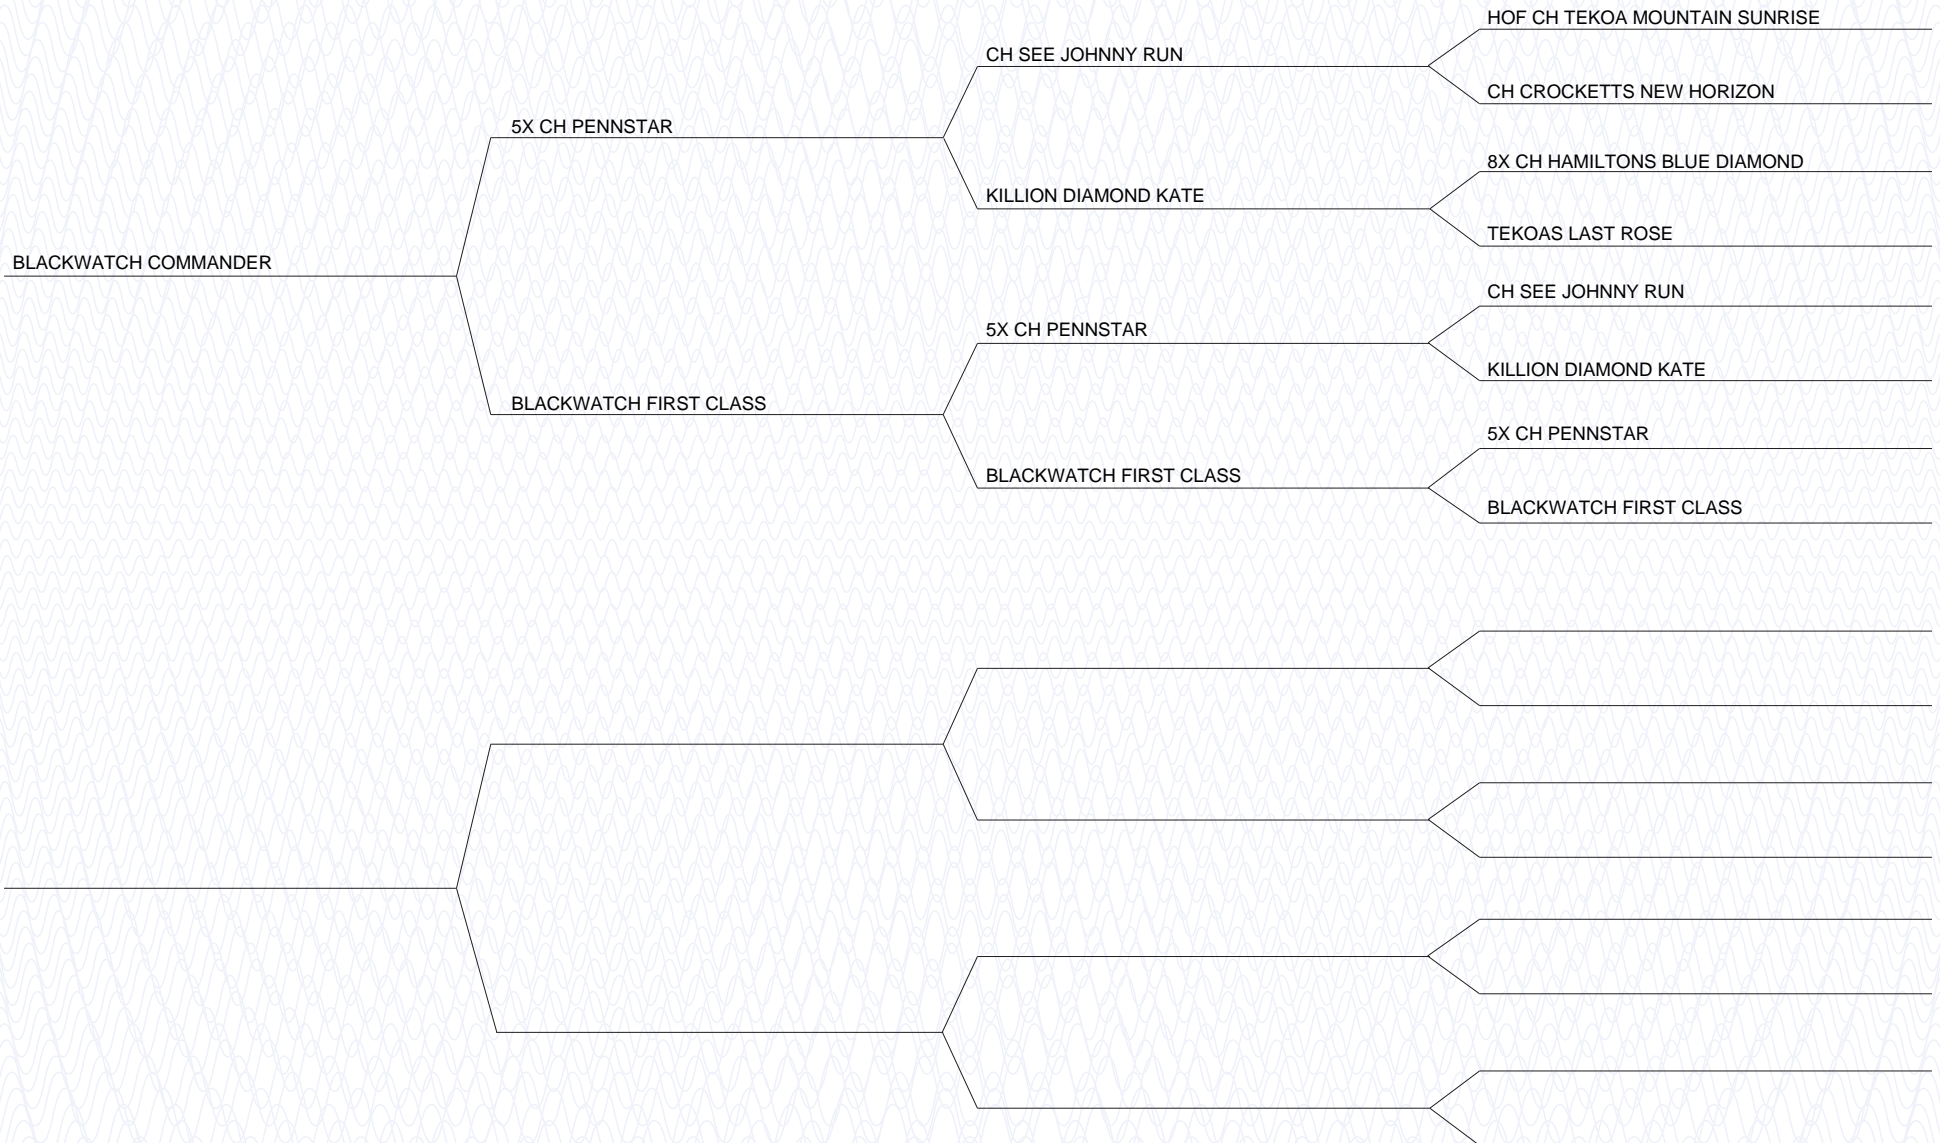 HOF CH TEKOA MOUNTAIN SUNRISE
CH SEE JOHNNY RUN
CH CROCKETTS NEW HORIZON
5X CH PENNSTAR
8X CH HAMILTONS BLUE DIAMOND
KILLION DIAMOND KATE
TEKOAS LAST ROSE
BLACKWATCH COMMANDER
CH SEE JOHNNY RUN
5X CH PENNSTAR
KILLION DIAMOND KATE
BLACKWATCH FIRST CLASS
5X CH PENNSTAR
BLACKWATCH FIRST CLASS
BLACKWATCH FIRST CLASS